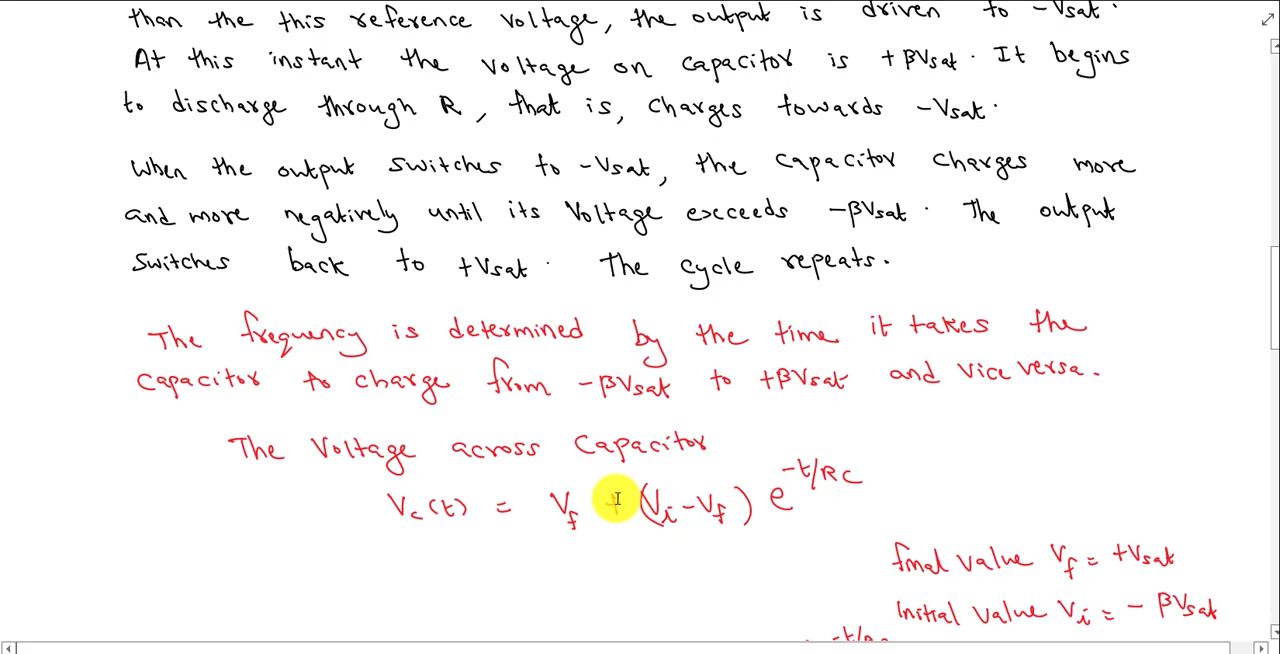 than the this reference voltage, the output is driven to -Vsat.
At this instant the voltage on capacitor is +βVsat. It begins
to discharge through R, that is, charges towards -Vsat.
When the output switches to -Vsat, the capacitor charges more
and more negatively until its voltage exceeds -βVsat. The output
switches back to +Vsat. The cycle repeats.
The frequency is determined by the time it takes the
capacitor to charge from -βVsat to +βVsat and vice versa.
The Voltage across Capacitor
Vc(t) = Vf + (Vi-Vf) e^-t/RC
final value Vf = +Vsat
initial value Vi = -βVsat